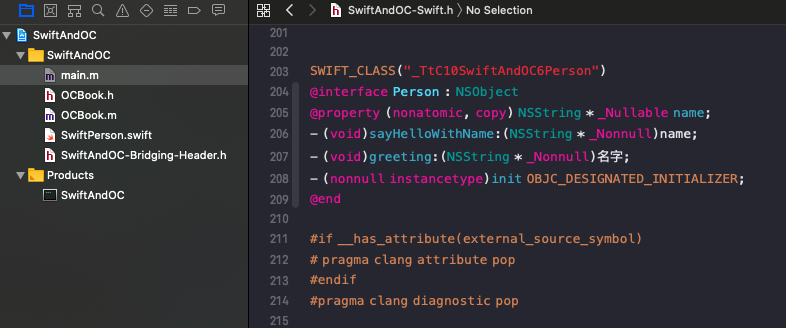 SwiftAndOC-Swift.h 〉No Selection
SwiftAndOC
SwiftAndOC
main.m
OCBook.h
OCBook.m
SwiftPerson.swift
SwiftAndOC-Bridging-Header.h
Products
SwiftAndOC
201
202
203 SWIFT_CLASS("_TtC10SwiftAndOC6Person")
204 @interface Person : NSObject
205 @property (nonatomic, copy) NSString * _Nullable name;
206 - (void)sayHelloWithName:(NSString * _Nonnull)name;
207 - (void)greeting:(NSString * _Nonnull)名字;
208 - (nonnull instancetype)init OBJC_DESIGNATED_INITIALIZER;
209 @end
210
211 #if __has_attribute(external_source_symbol)
212 # pragma clang attribute pop
213 #endif
214 #pragma clang diagnostic pop
215